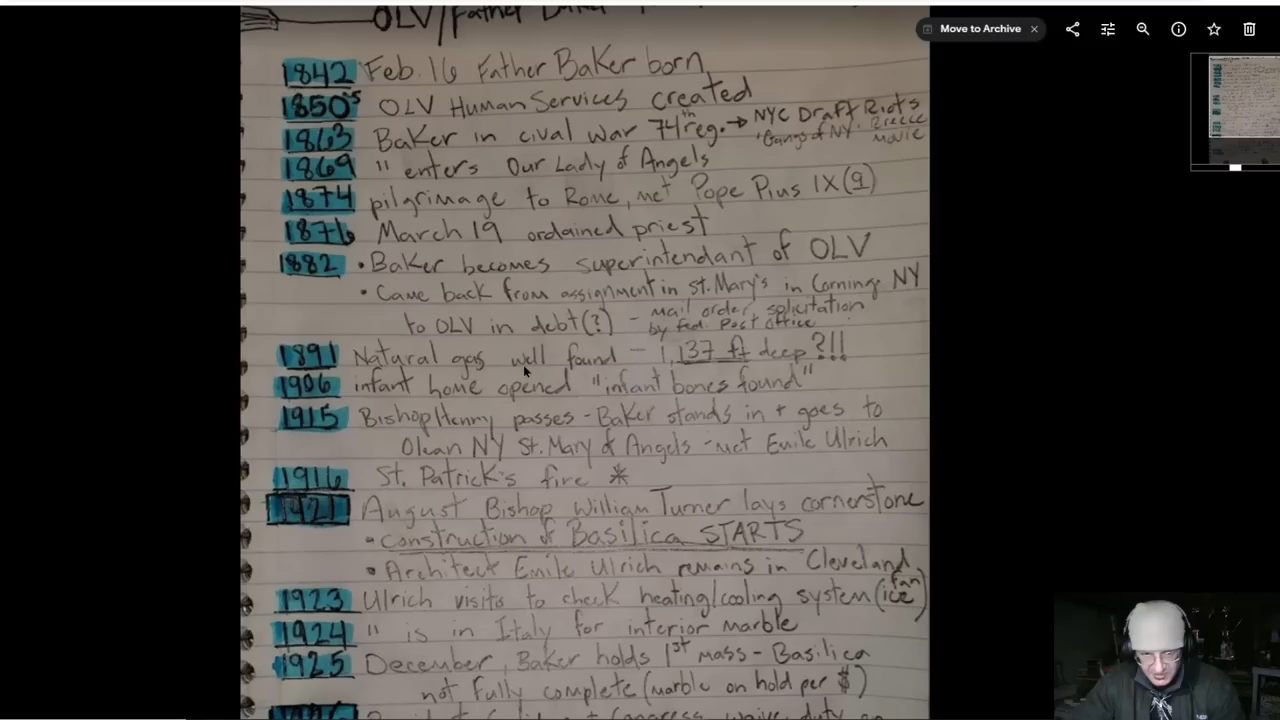 OLV/Father Baker
Move to Archive
1842 Feb. 16 Father Baker born
1850's OLV Human Services created
1863 Baker in cival war 74th reg. → NYC Draft Riots
"Gangs of NY. Breece movie
1869 " enters Our Lady of Angels
1874 pilgrimage to Rome, met Pope Pius IX (9)
1876 March 19 ordained priest
1882 • Baker becomes superintendant of OLV
• Came back from assignment in St. Mary's in Corning NY
to OLV in debt(?) - mail order solicitation
by fed. Post office
1891 Natural gas well found - 1,137 ft deep?!!
1906 infant home opened "infant bones found"
1915 Bishop Henry passes - Baker stands in + goes to
Olean NY St. Mary of Angels - met Emile Ulrich
1916 St. Patrick's fire *
1921 August Bishop William Turner lays cornerstone
• Construction of Basilica STARTS
• Architect Emile Ulrich remains in Cleveland
1923 Ulrich visits to check heating/cooling system (ice fan)
1924 " is in Italy for interior marble
1925 December, Baker holds 1st mass - Basilica
not fully complete (marble on hold per $)